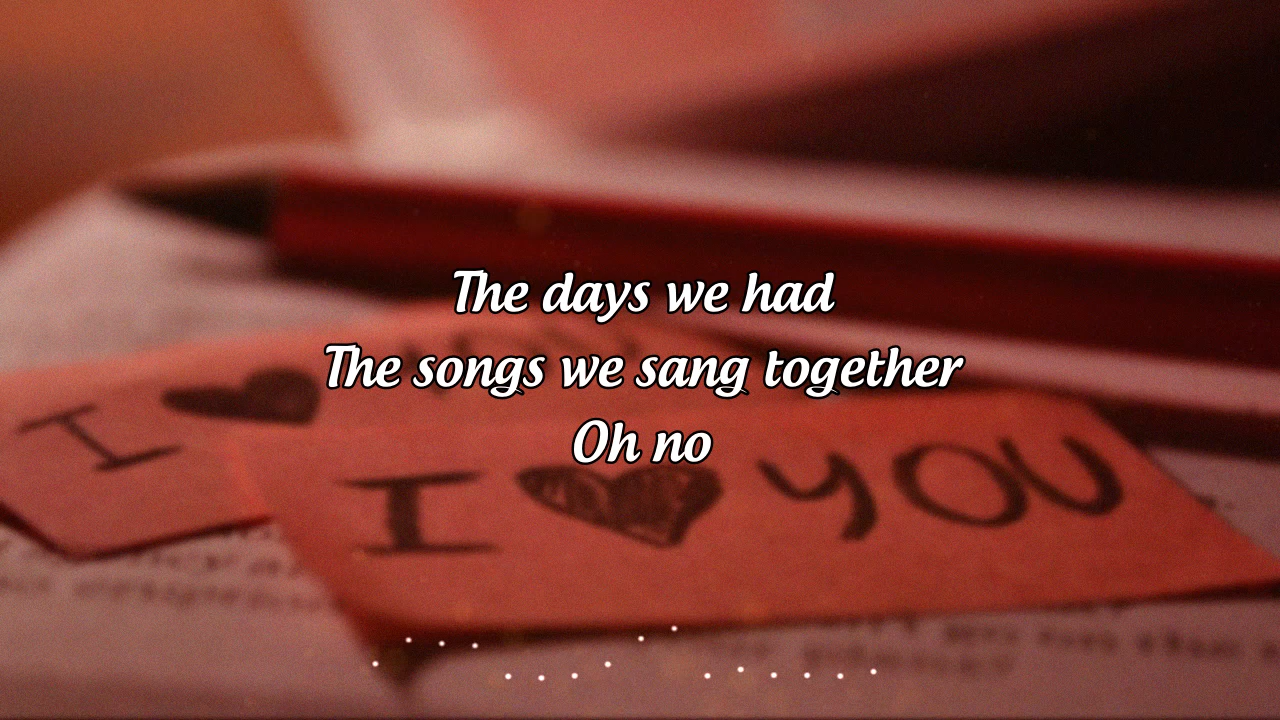 The days we had
The songs we sang together
Oh no
I ♥
I ♥ YOU